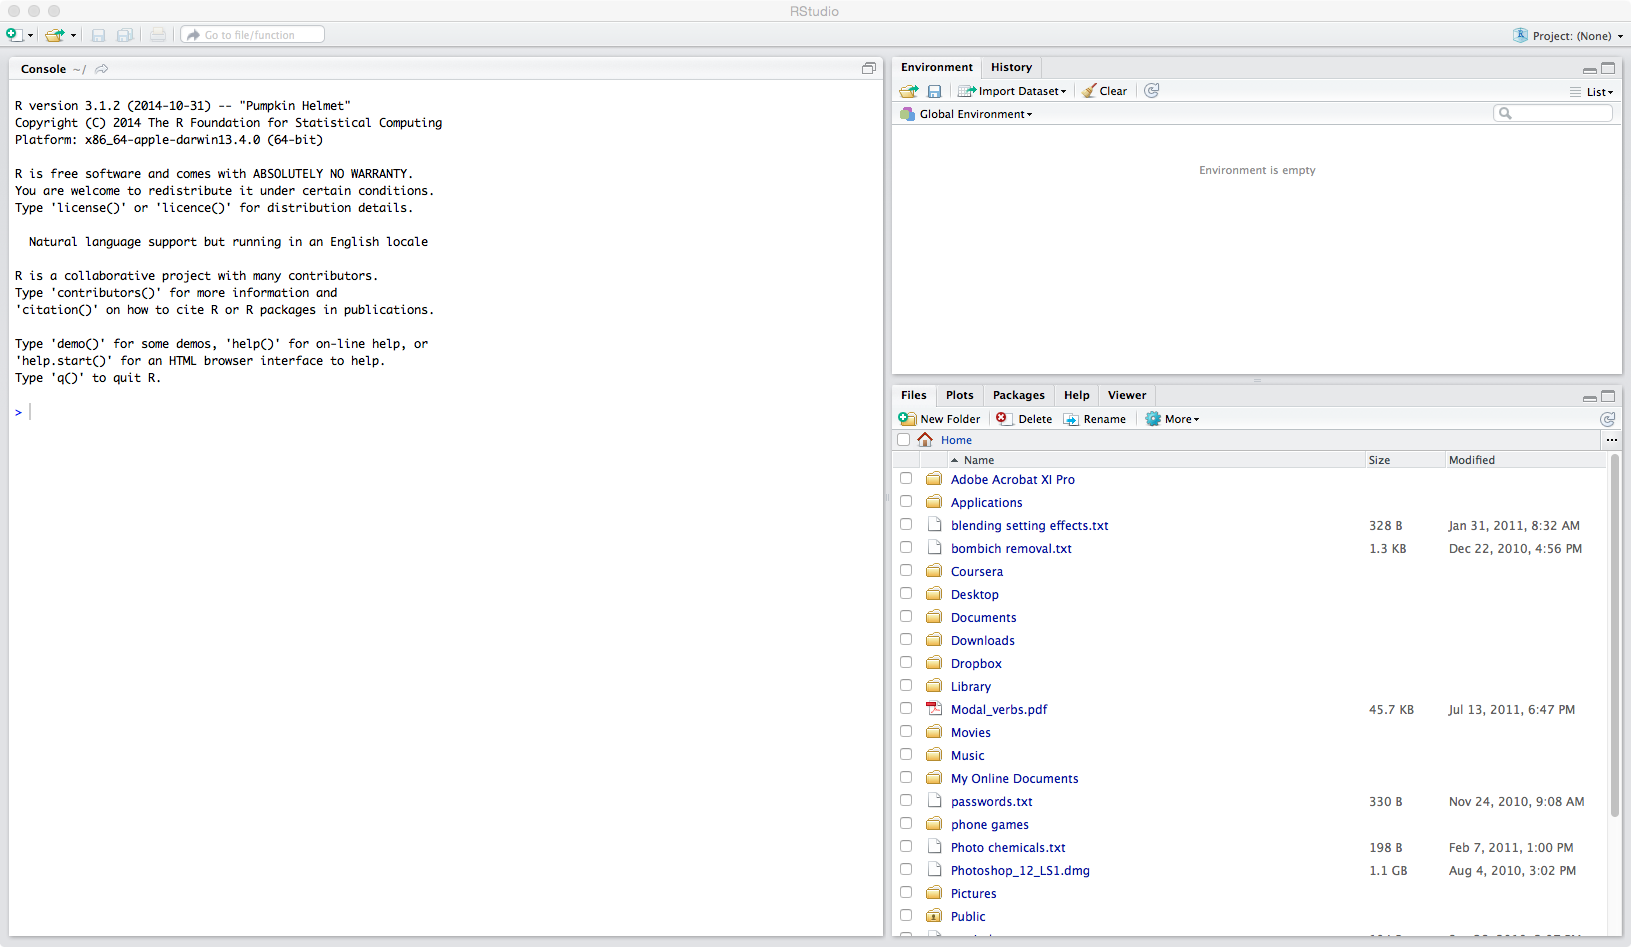 RStudio
Go to file/function
Project: (None)
Console ~/
R version 3.1.2 (2014-10-31) -- "Pumpkin Helmet"
Copyright (C) 2014 The R Foundation for Statistical Computing
Platform: x86_64-apple-darwin13.4.0 (64-bit)
R is free software and comes with ABSOLUTELY NO WARRANTY.
You are welcome to redistribute it under certain conditions.
Type 'license()' or 'licence()' for distribution details.
Natural language support but running in an English locale
R is a collaborative project with many contributors.
Type 'contributors()' for more information and
'citation()' on how to cite R or R packages in publications.
Type 'demo()' for some demos, 'help()' for on-line help, or
'help.start()' for an HTML browser interface to help.
Type 'q()' to quit R.
>
Environment History
Import Dataset Clear List
Global Environment
Environment is empty
Files Plots Packages Help Viewer
New Folder Delete Rename More
Home ...
Name Size Modified
Adobe Acrobat XI Pro
Applications
blending setting effects.txt 328 B Jan 31, 2011, 8:32 AM
bombich removal.txt 1.3 KB Dec 22, 2010, 4:56 PM
Coursera
Desktop
Documents
Downloads
Dropbox
Library
Modal_verbs.pdf 45.7 KB Jul 13, 2011, 6:47 PM
Movies
Music
My Online Documents
passwords.txt 330 B Nov 24, 2010, 9:08 AM
phone games
Photo chemicals.txt 198 B Feb 7, 2011, 1:00 PM
Photoshop_12_LS1.dmg 1.1 GB Aug 4, 2010, 3:02 PM
Pictures
Public